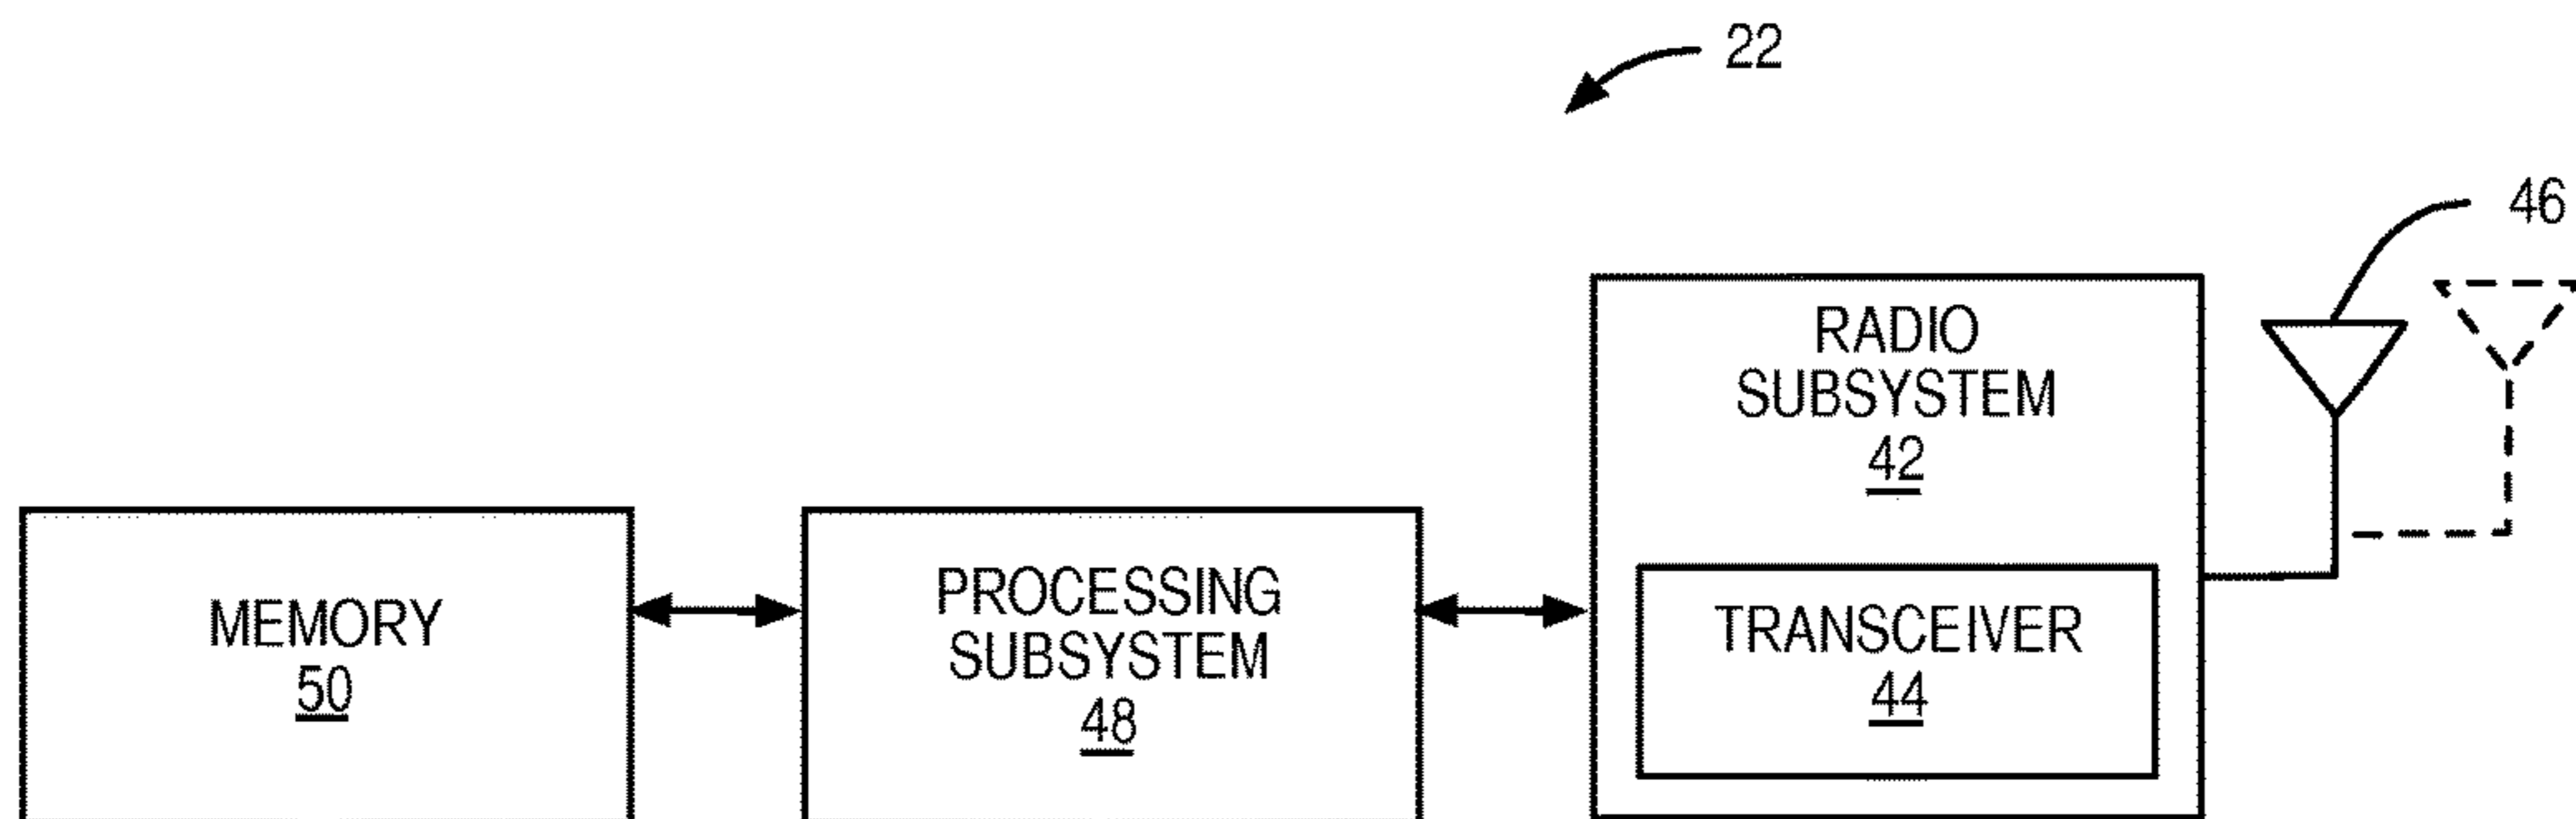 22
46
RADIO
SUBSYSTEM
42
MEMORY
50
PROCESSING
SUBSYSTEM
48
TRANSCEIVER
44